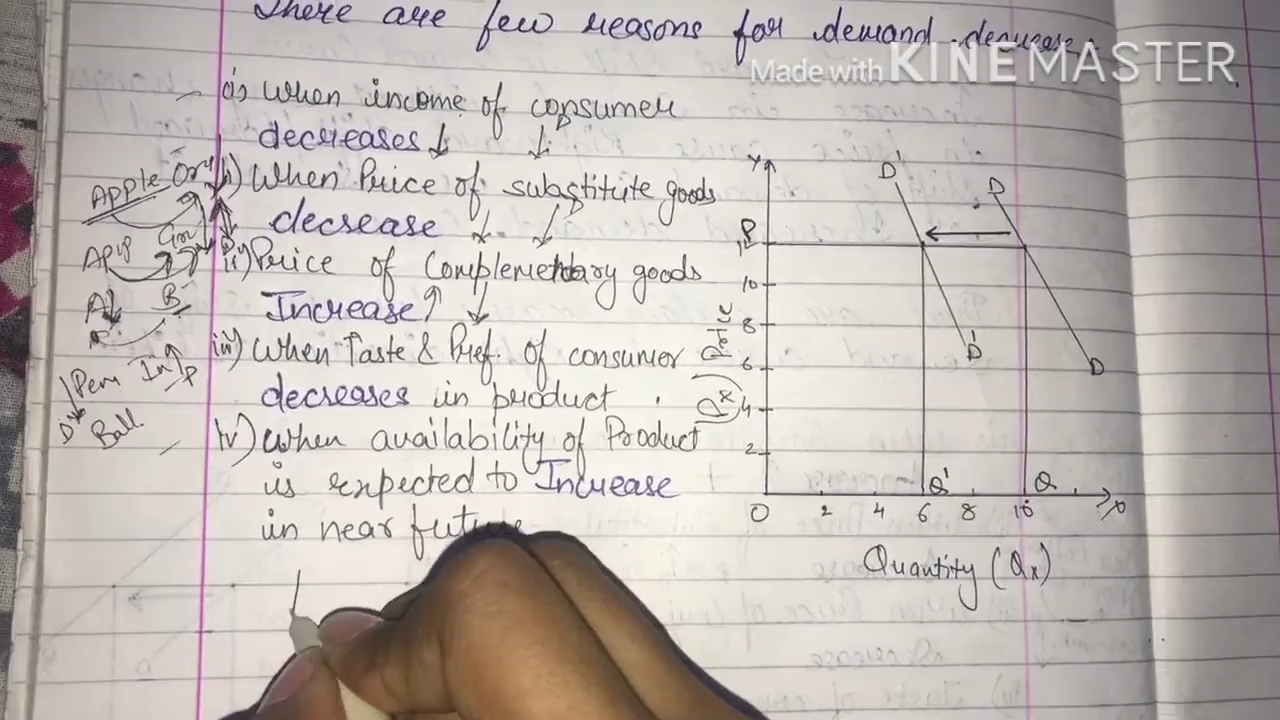 There are few reasons for demand decrease:
Made with KINEMASTER
i) When income of consumer
decreases ↓ ↓
ii) When Price of substitute goods
decrease ↓ ↓
Price of Complementary goods
Increase ↑ ↓
iii) When Taste & Pref. of consumer
decreases in product
iv) When availability of Product
is expected to Increase
in near future
Apple
Ball
Y
P
10
8
6
4
2
0 2 4 6 8 10 X
D' D
D' D
Q' Q
Price
Quantity (Qx)